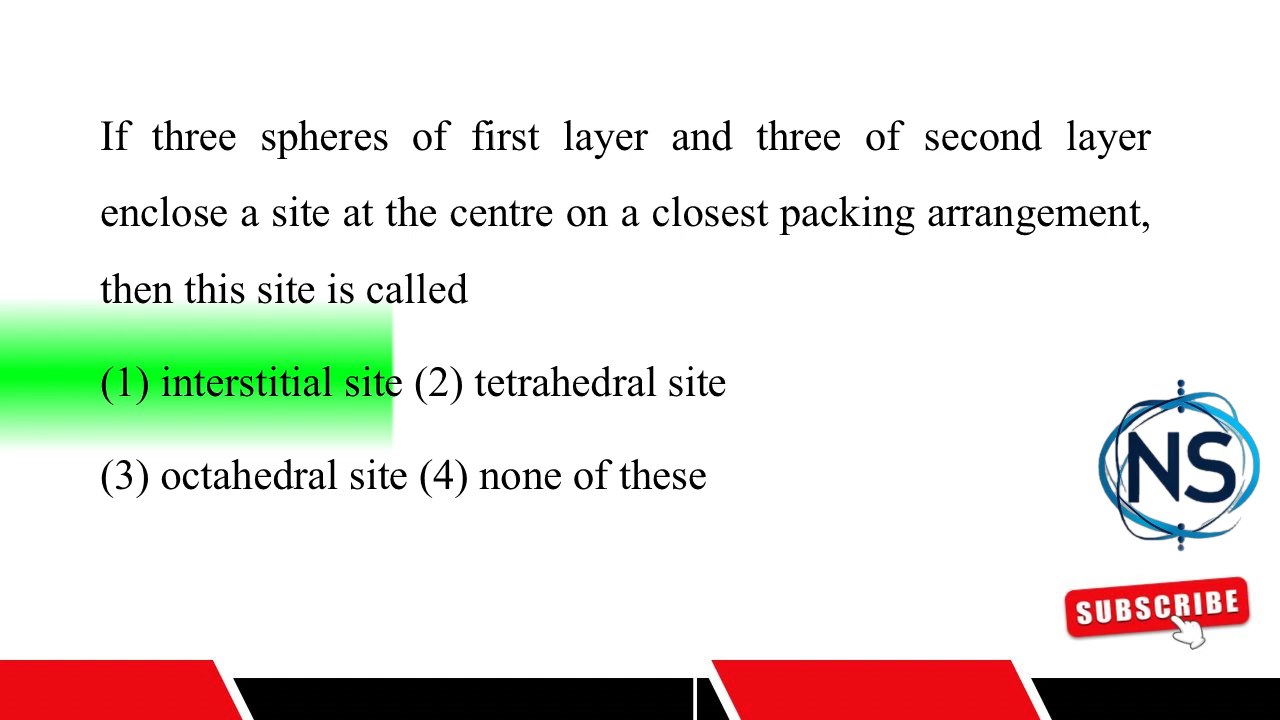 If three spheres of first layer and three of second layer
enclose a site at the centre on a closest packing arrangement,
then this site is called
(1) interstitial site (2) tetrahedral site
(3) octahedral site (4) none of these
NS
SUBSCRIBE